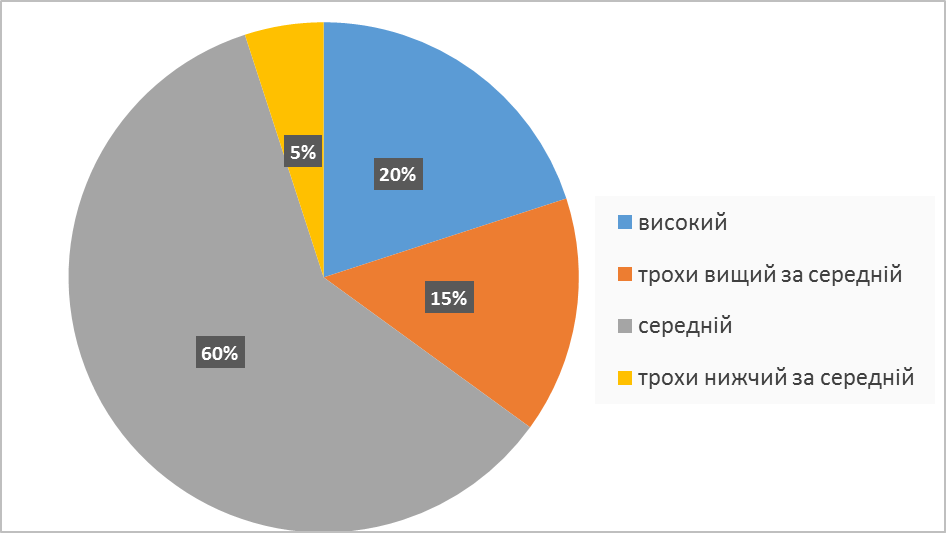 5%
20%
15%
60%
високий
трохи вищий за середній
середній
трохи нижчий за середній